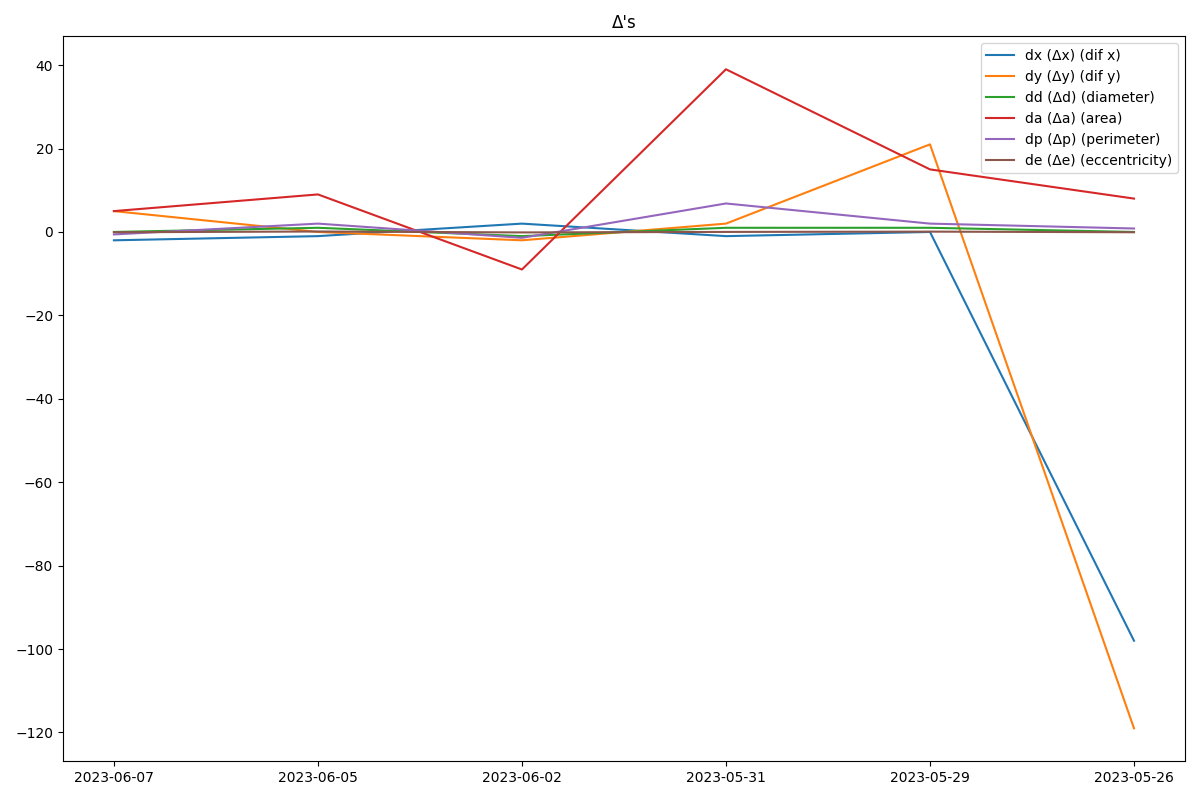 Δ's
dx (Δx) (dif x)
dy (Δy) (dif y)
dd (Δd) (diameter)
da (Δa) (area)
dp (Δp) (perimeter)
de (Δe) (eccentricity)
40
20
0
−20
−40
−60
−80
−100
−120
2023-06-07 2023-06-05 2023-06-02 2023-05-31 2023-05-29 2023-05-26